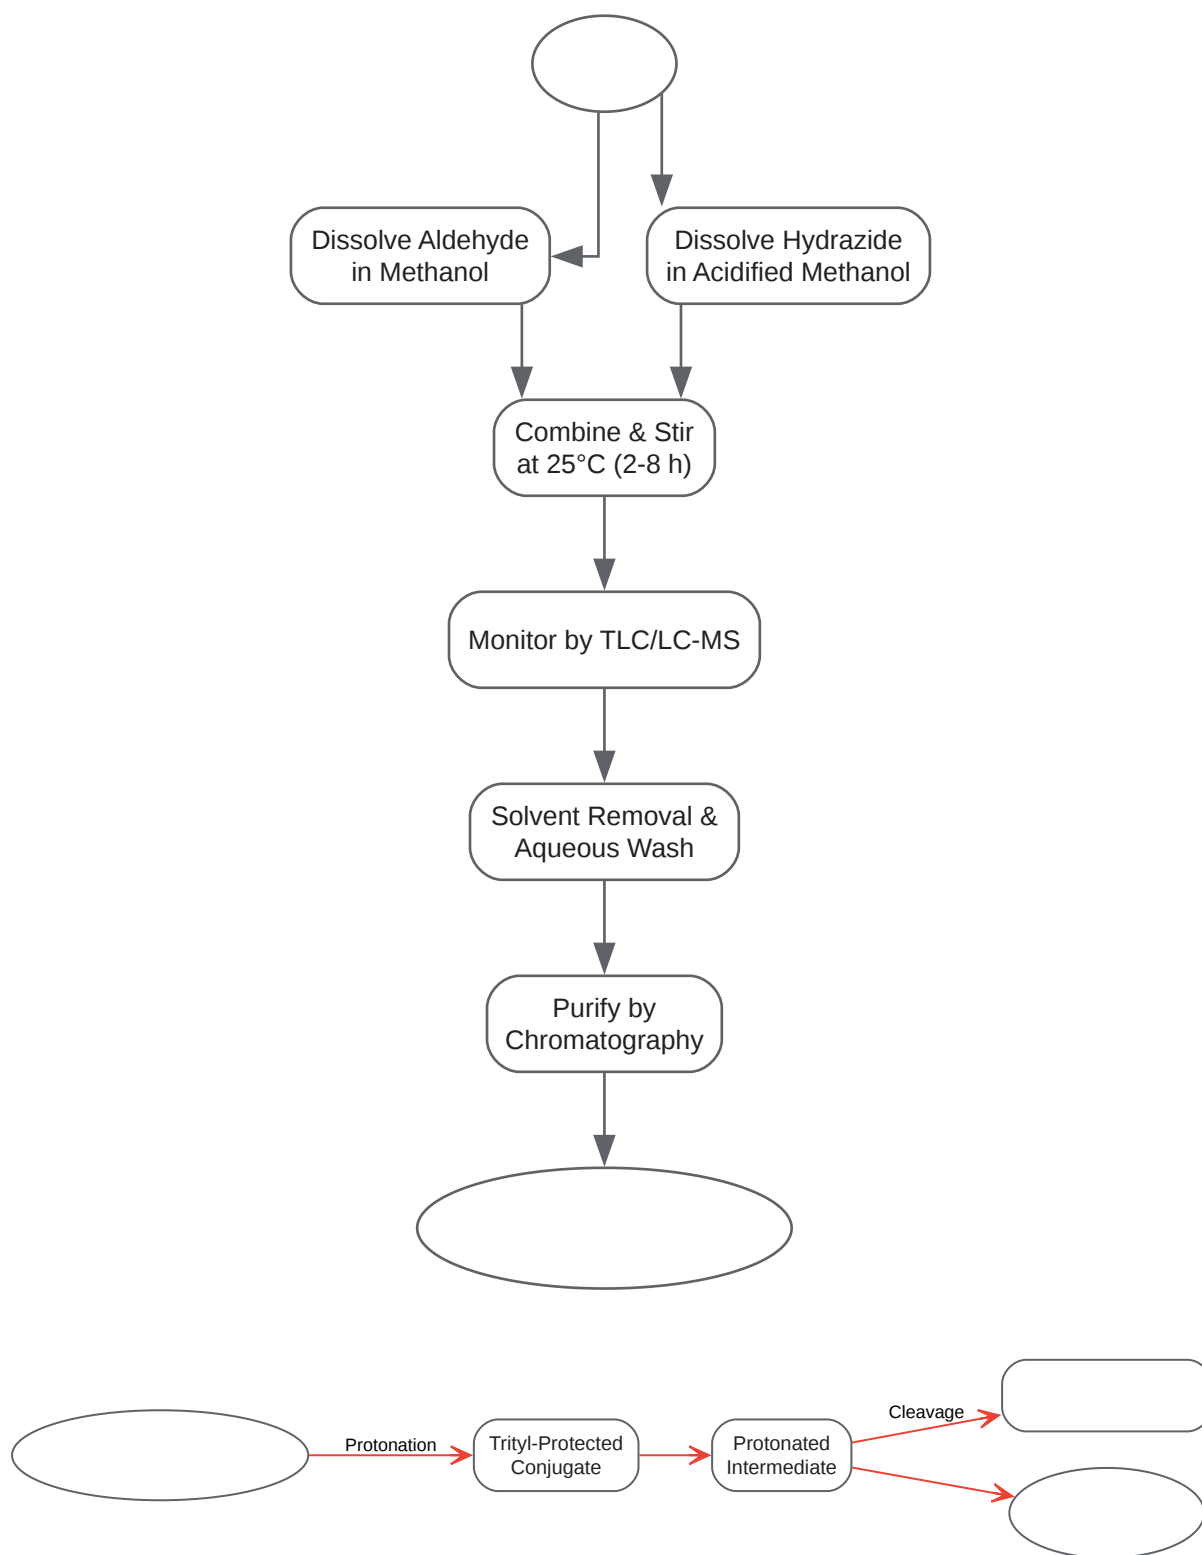 Dissolve Aldehyde
in Methanol
Dissolve Hydrazide
in Acidified Methanol
Combine & Stir
at 25°C (2-8 h)
Monitor by TLC/LC-MS
Solvent Removal &
Aqueous Wash
Purify by
Chromatography
Protonation
Trityl-Protected
Conjugate
Protonated
Intermediate
Cleavage